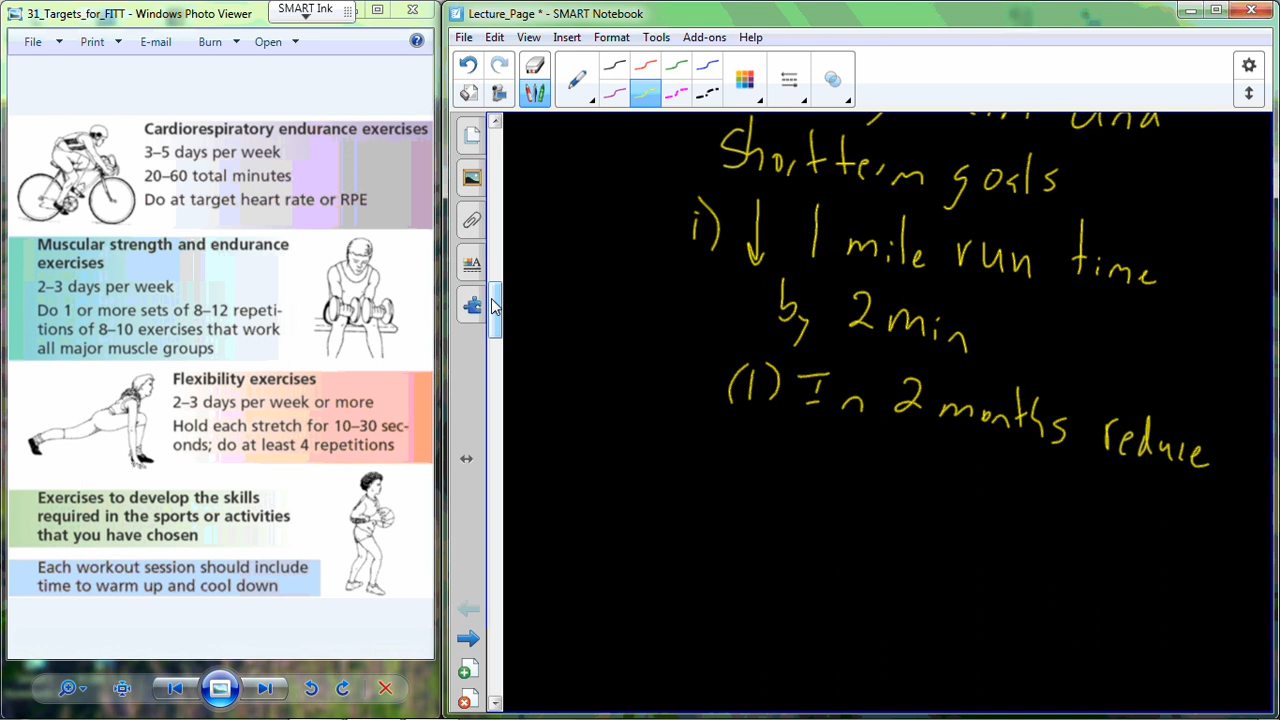 31_Targets_for_FITT - Windows Photo Viewer
SMART Ink
File Print E-mail Burn Open
Cardiorespiratory endurance exercises
3–5 days per week
20–60 total minutes
Do at target heart rate or RPE
Muscular strength and endurance
exercises
2–3 days per week
Do 1 or more sets of 8–12 repeti-
tions of 8–10 exercises that work
all major muscle groups
Flexibility exercises
2–3 days per week or more
Hold each stretch for 10–30 sec-
onds; do at least 4 repetitions
Exercises to develop the skills
required in the sports or activities
that you have chosen
Each workout session should include
time to warm up and cool down
Lecture_Page * - SMART Notebook
File Edit View Insert Format Tools Add-ons Help
and
Short term goals
i) ↓ 1 mile run time
by 2 min
(1) In 2 months reduce